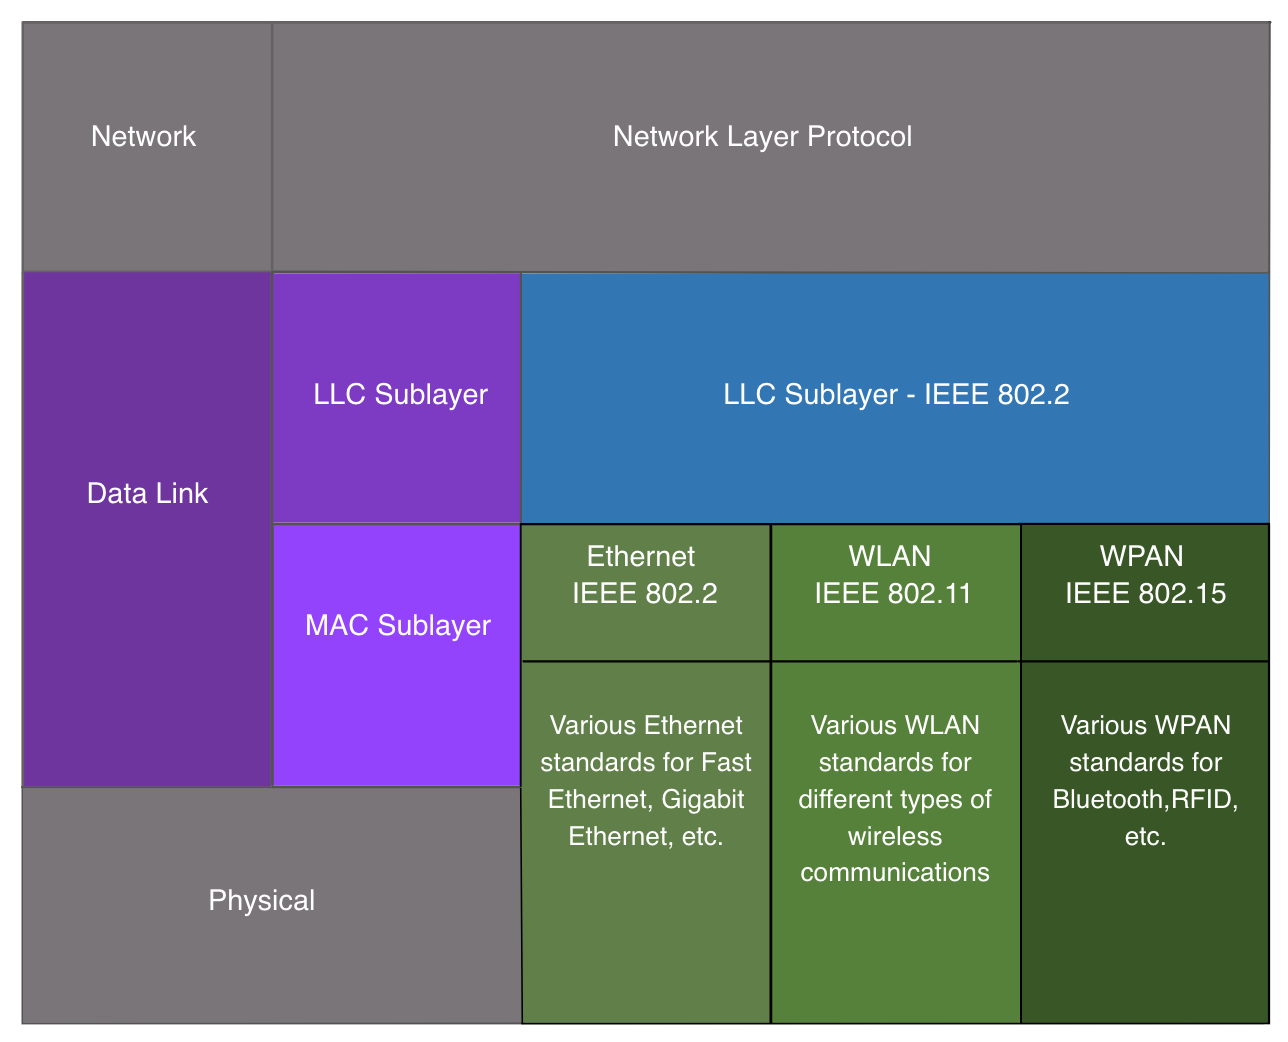 Network
Network Layer Protocol
Data Link
LLC Sublayer
LLC Sublayer - IEEE 802.2
MAC Sublayer
Ethernet
IEEE 802.2
WLAN
IEEE 802.11
WPAN
IEEE 802.15
Various Ethernet
standards for Fast
Ethernet, Gigabit
Ethernet, etc.
Various WLAN
standards for
different types of
wireless
communications
Various WPAN
standards for
Bluetooth,RFID,
etc.
Physical